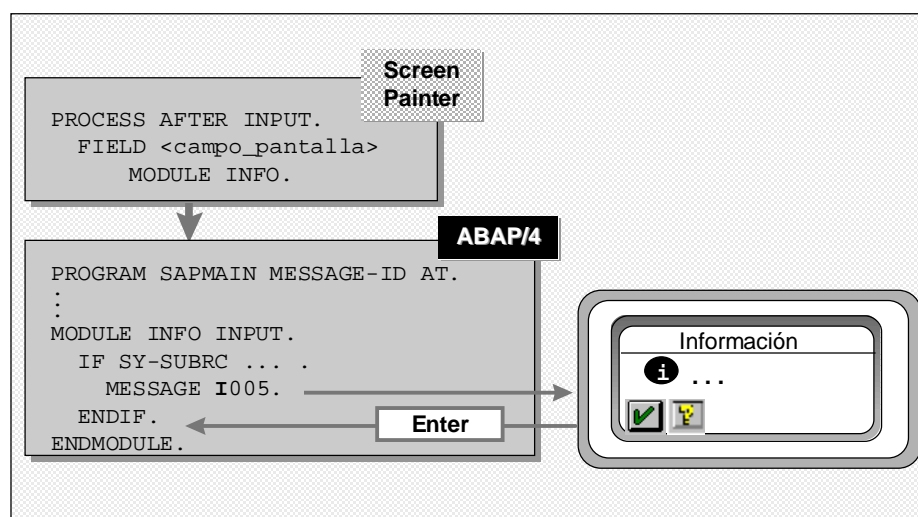 Screen
Painter
PROCESS AFTER INPUT.
FIELD <campo_pantalla>
MODULE INFO.
ABAP/4
PROGRAM SAPMAIN MESSAGE-ID AT.
:
:
MODULE INFO INPUT.
IF SY-SUBRC ... .
MESSAGE I005.
ENDIF.
ENDMODULE.
Enter
Información
i ...